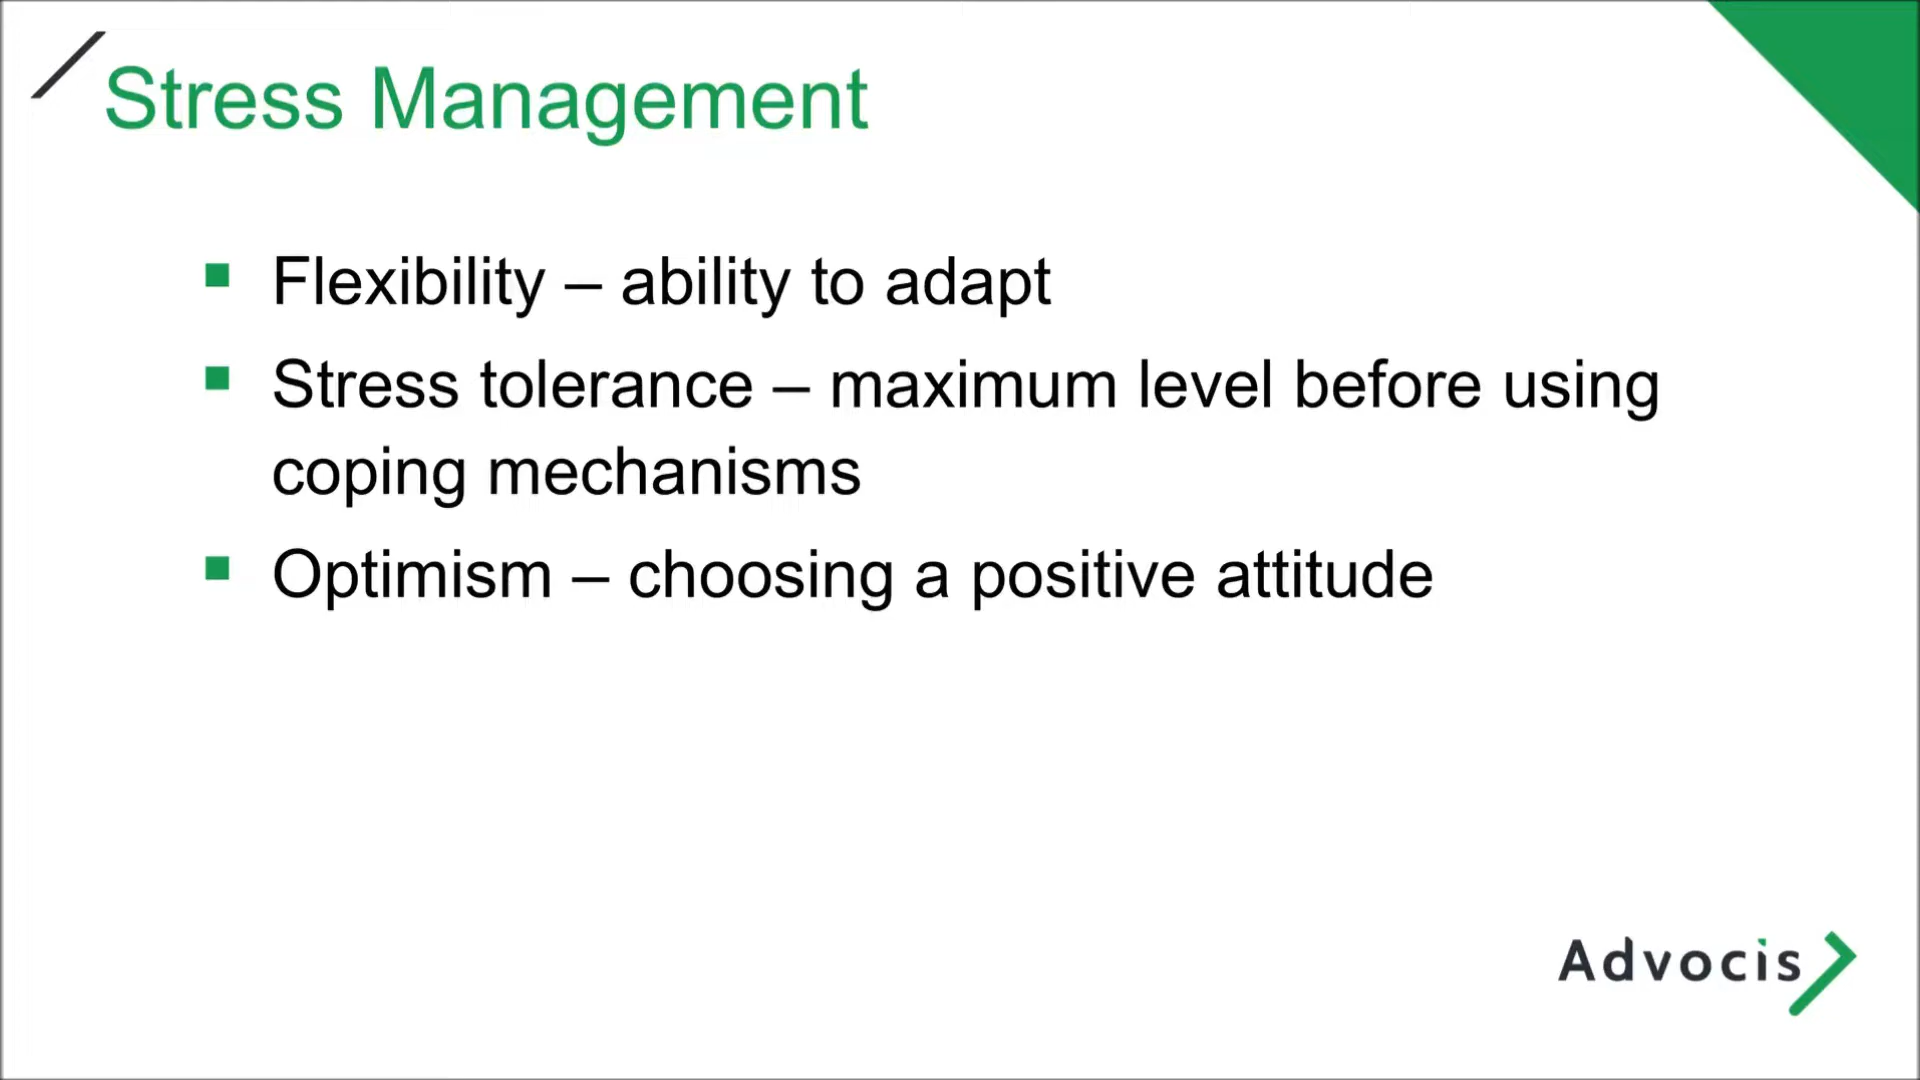 Stress Management
▪ Flexibility – ability to adapt
▪ Stress tolerance – maximum level before using
coping mechanisms
▪ Optimism – choosing a positive attitude
Advocis